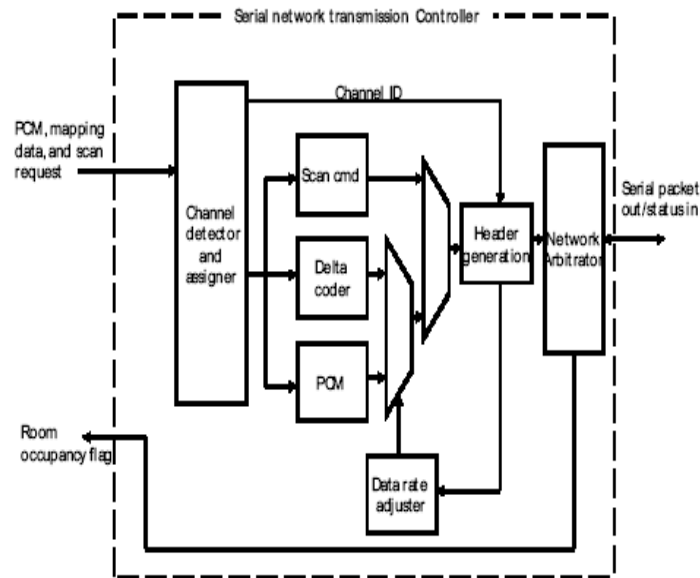 Serial network transmission Controller
Channel ID
PCM, mapping
data, and scan
request
Scan cmd
Serial packet
out/status in
Channel
detector
and
assigner
Header
generation
Network
Arbitrator
Delta
coder
PCM
Room
occupancy flag
Data rate
adjuster